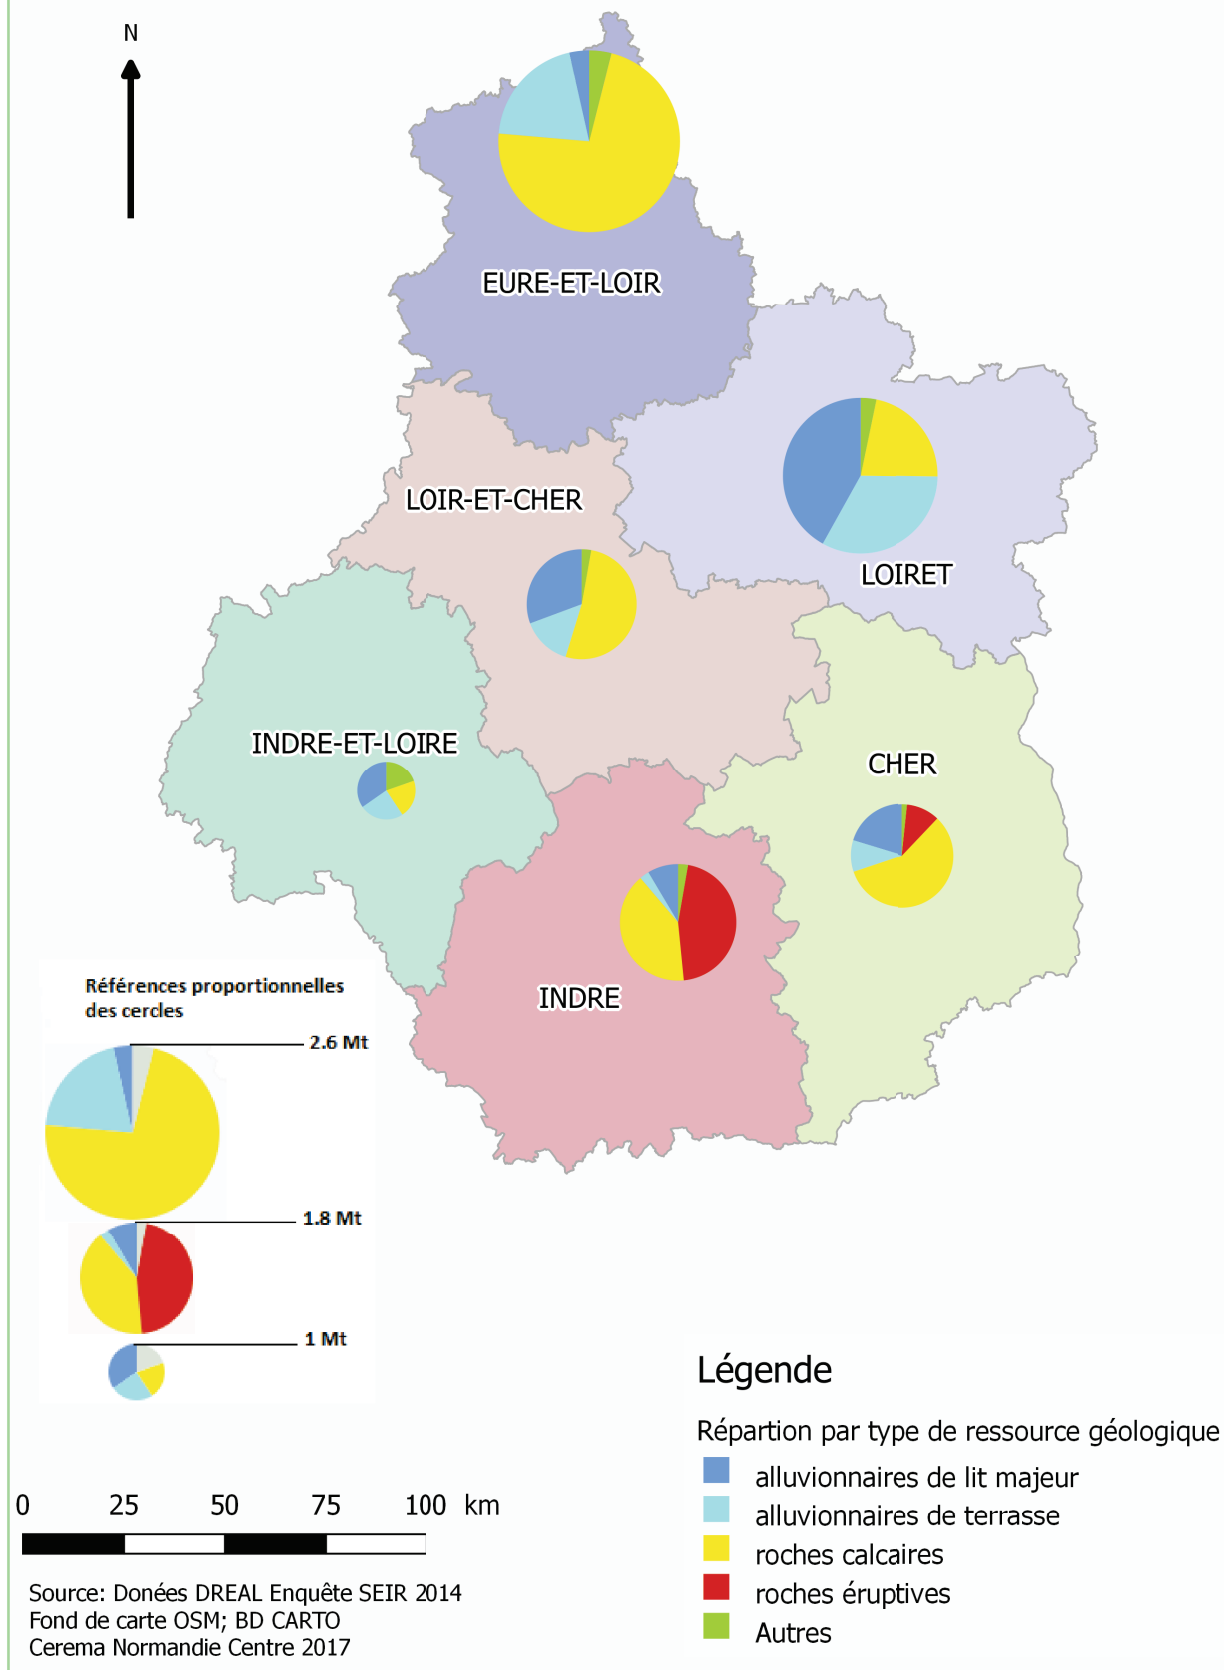 N
EURE-ET-LOIR
LOIR-ET-CHER
LOIRET
INDRE-ET-LOIRE
CHER
INDRE
Références proportionnelles
des cercles
2.6 Mt
1.8 Mt
1 Mt
0 25 50 75 100 km
Source: Donées DREAL Enquête SEIR 2014
Fond de carte OSM; BD CARTO
Cerema Normandie Centre 2017
Légende
Répartion par type de ressource géologique
alluvionnaires de lit majeur
alluvionnaires de terrasse
roches calcaires
roches éruptives
Autres